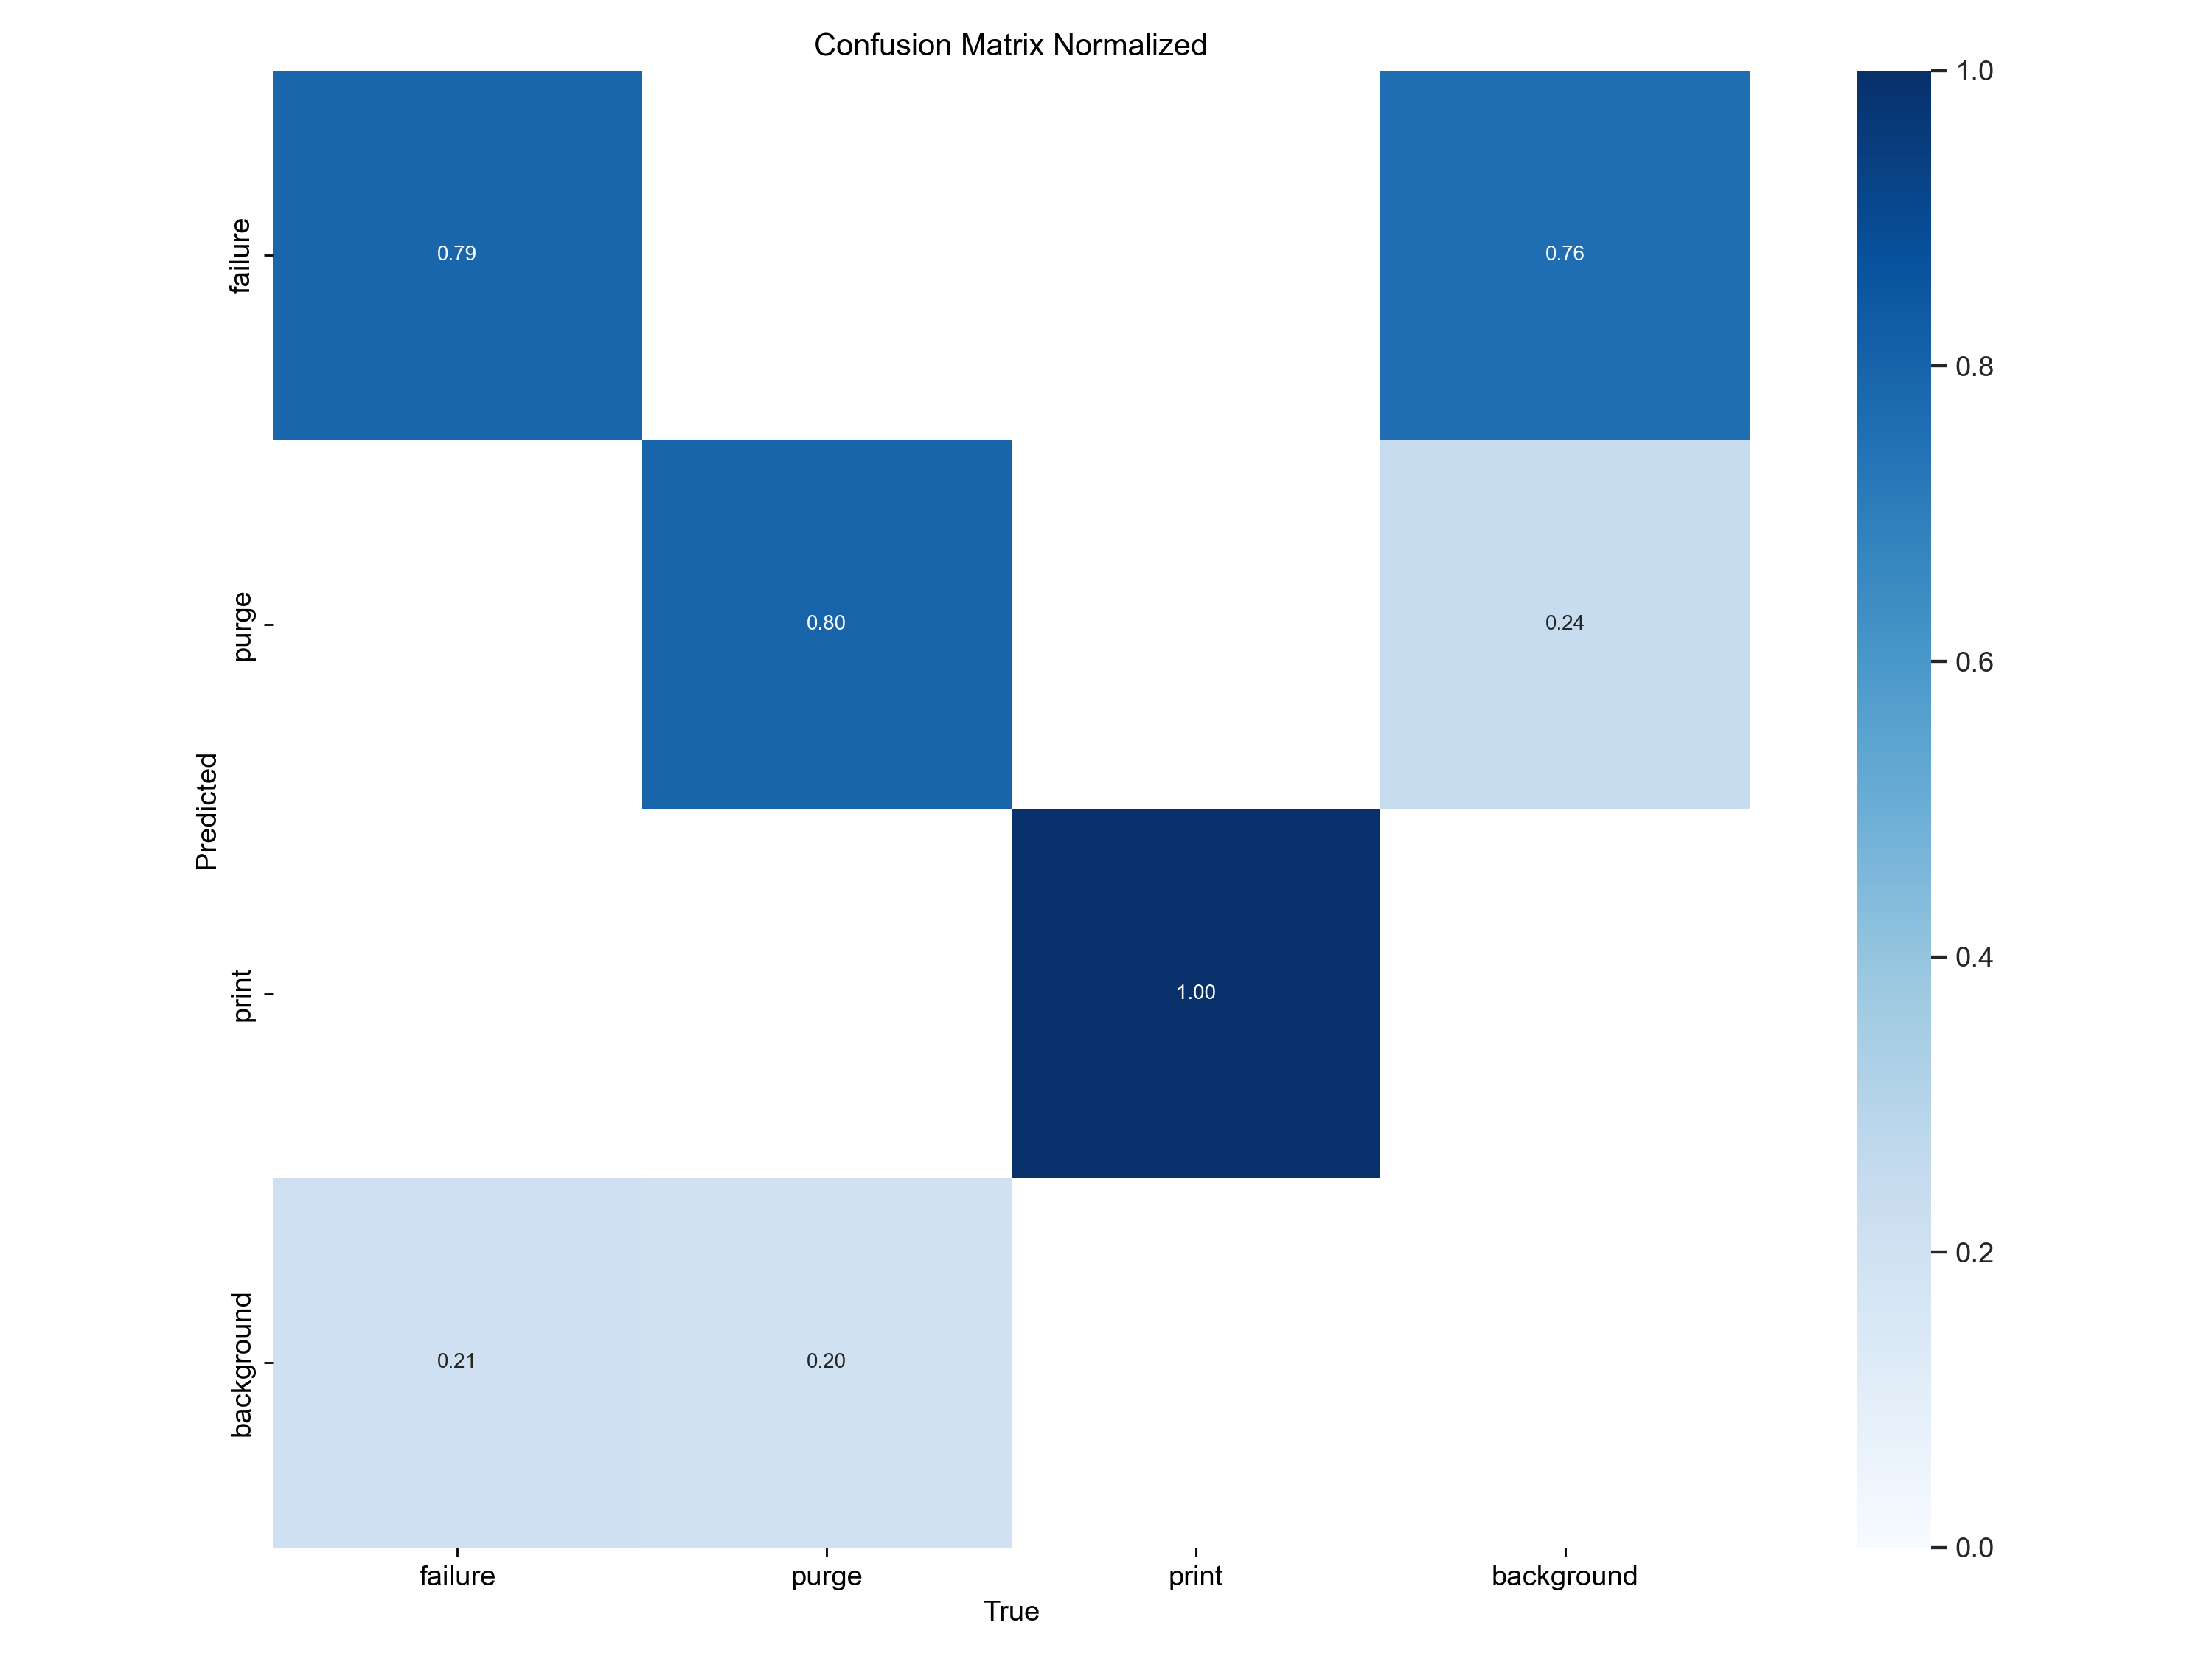 Confusion Matrix Normalized
failure
purge
print
background
Predicted
0.79
0.76
0.80
0.24
1.00
0.21
0.20
failure
purge
print
background
True
1.0
0.8
0.6
0.4
0.2
0.0